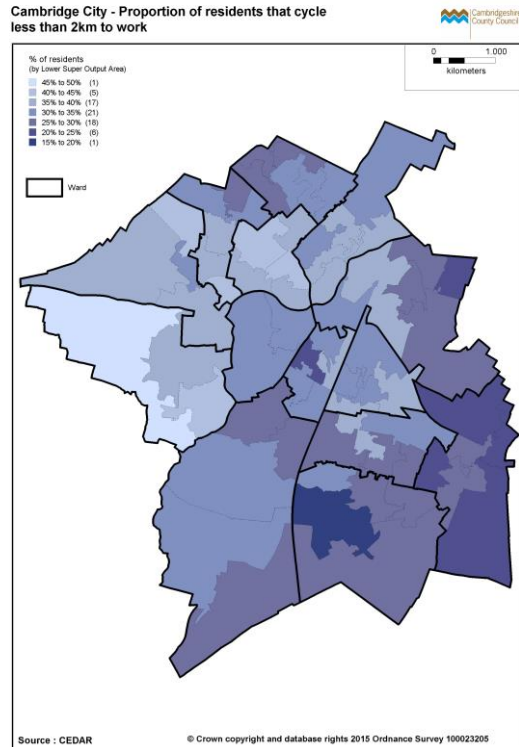 Cambridge City - Proportion of residents that cycle
less than 2km to work
Cambridgeshire
County Council
% of residents
(by Lower Super Output Area)
45% to 50% (1)
40% to 45% (5)
35% to 40% (17)
30% to 35% (21)
25% to 30% (18)
20% to 25% (6)
15% to 20% (1)
Ward
0 1.000
kilometers
Source : CEDAR
© Crown copyright and database rights 2015 Ordnance Survey 100023205